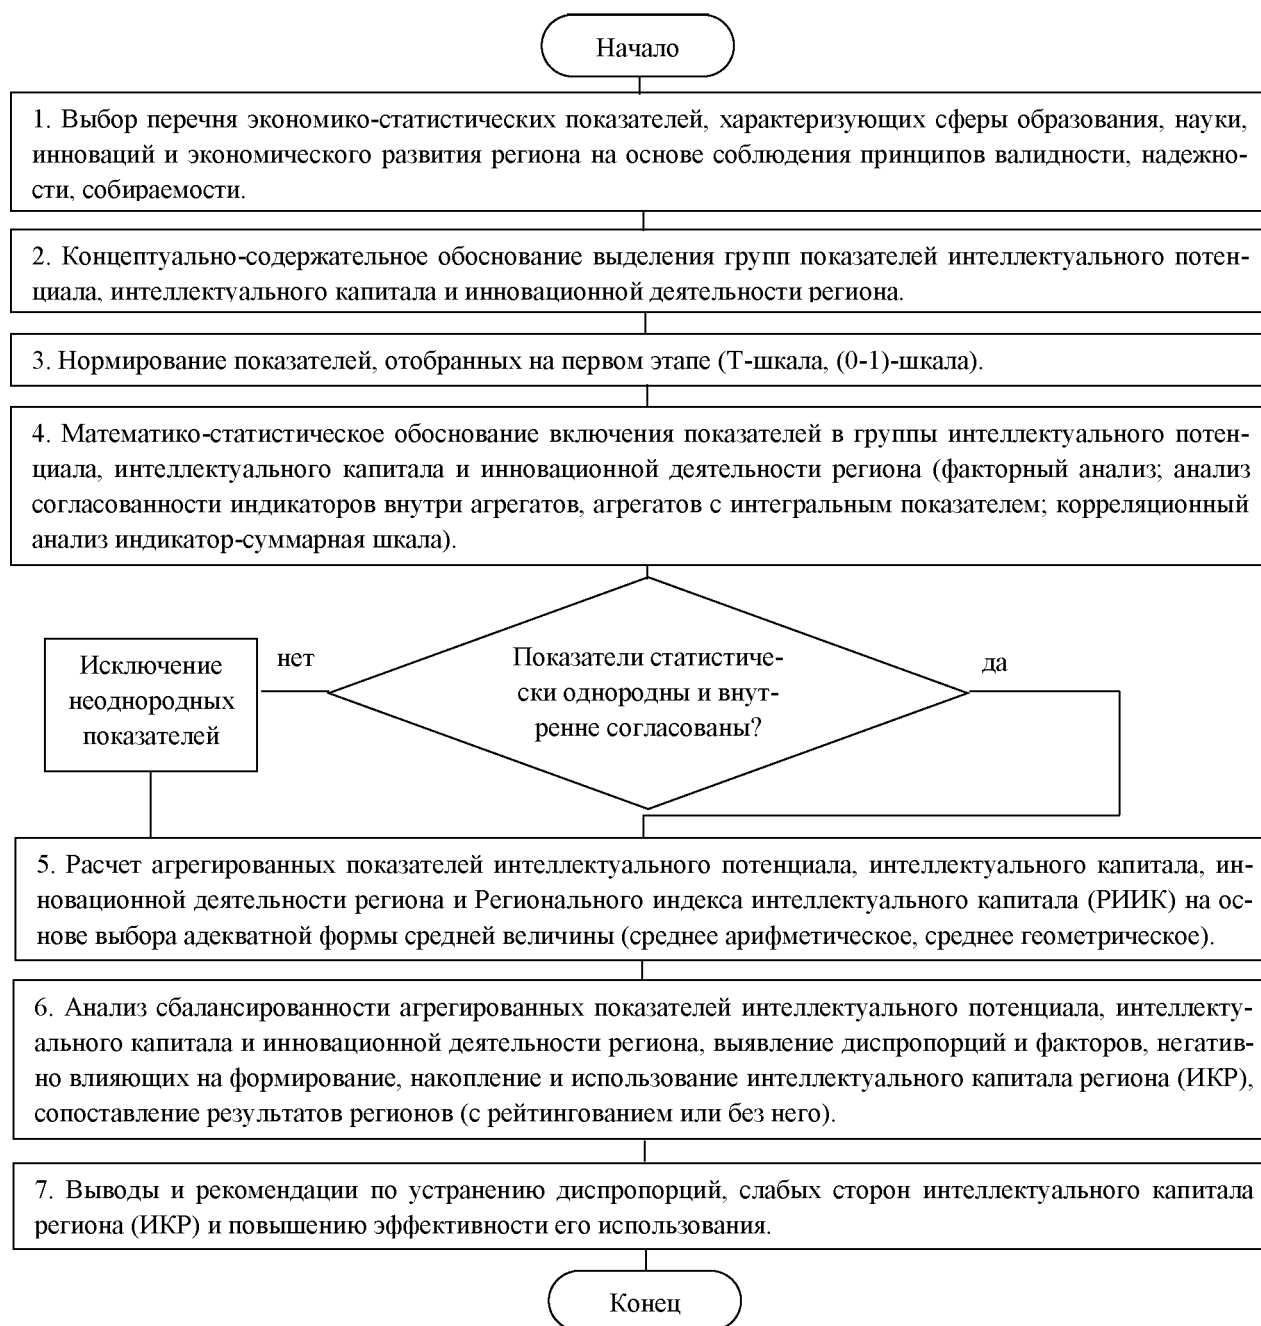 Начало
1. Выбор перечня экономико-статистических показателей, характеризующих сферы образования, науки,
инноваций и экономического развития региона на основе соблюдения принципов валидности, надежно-
сти, собираемости.
2. Концептуально-содержательное обоснование выделения групп показателей интеллектуального потен-
циала, интеллектуального капитала и инновационной деятельности региона.
3. Нормирование показателей, отобранных на первом этапе (Т-шкала, (0-1)-шкала).
4. Математико-статистическое обоснование включения показателей в группы интеллектуального потен-
циала, интеллектуального капитала и инновационной деятельности региона (факторный анализ; анализ
согласованности индикаторов внутри агрегатов, агрегатов с интегральным показателем; корреляционный
анализ индикатор-суммарная шкала).
Исключение
неоднородных
показателей
нет
Показатели статистиче-
ски однородны и внут-
ренне согласованы?
да
5. Расчет агрегированных показателей интеллектуального потенциала, интеллектуального капитала, ин-
новационной деятельности региона и Регионального индекса интеллектуального капитала (РИИК) на ос-
нове выбора адекватной формы средней величины (среднее арифметическое, среднее геометрическое).
6. Анализ сбалансированности агрегированных показателей интеллектуального потенциала, интеллекту-
ального капитала и инновационной деятельности региона, выявление диспропорций и факторов, негатив-
но влияющих на формирование, накопление и использование интеллектуального капитала региона (ИКР),
сопоставление результатов регионов (с рейтингованием или без него).
7. Выводы и рекомендации по устранению диспропорций, слабых сторон интеллектуального капитала
региона (ИКР) и повышению эффективности его использования.
Конец